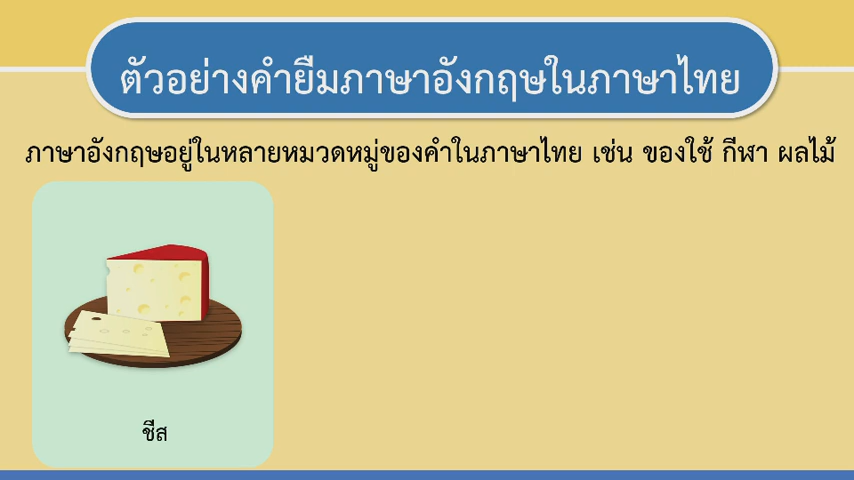 ตัวอย่างคำยืมภาษาอังกฤษในภาษาไทย
ภาษาอังกฤษอยู่ในหลายหมวดหมู่ของคำในภาษาไทย เช่น ของใช้ กีฬา ผลไม้
ชีส